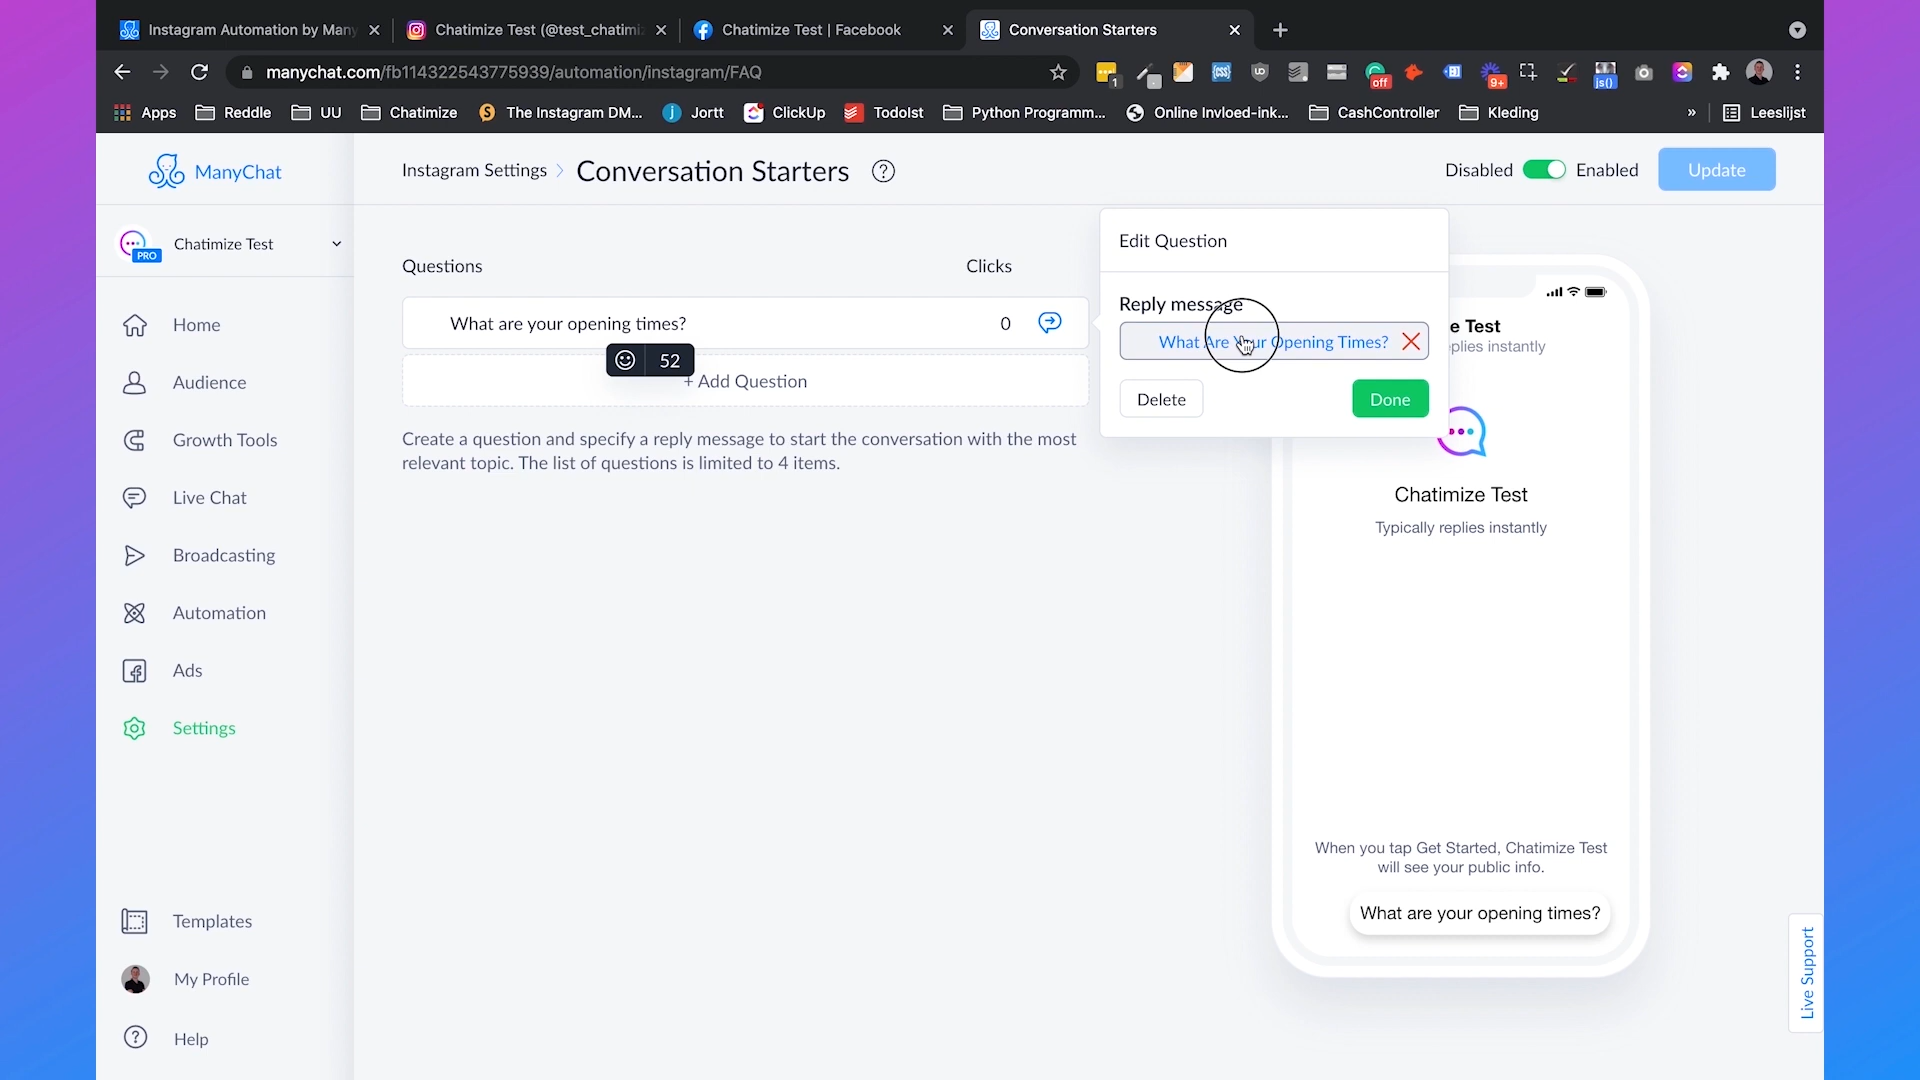 Instagram Automation by Many
Chatimize Test (@test_chatimiz
Chatimize Test | Facebook
Conversation Starters
manychat.com/fb114322543775939/automation/instagram/FAQ
1
off
9+
js()
Apps
Reddle
UU
Chatimize
The Instagram DM...
Jortt
ClickUp
TodoIst
Python Programm...
Online Invloed-ink...
CashController
Kleding
»
Leeslijst
ManyChat
Instagram Settings
Conversation Starters
Disabled
Enabled
Update
Chatimize Test
PRO
Home
Audience
Growth Tools
Live Chat
Broadcasting
Automation
Ads
Settings
Templates
My Profile
Help
Questions
Clicks
What are your opening times?
0
52
+ Add Question
Create a question and specify a reply message to start the conversation with the most
relevant topic. The list of questions is limited to 4 items.
Edit Question
Reply message
What Are Your Opening Times?
Delete
Done
e Test
plies instantly
Chatimize Test
Typically replies instantly
When you tap Get Started, Chatimize Test
will see your public info.
What are your opening times?
Live Support